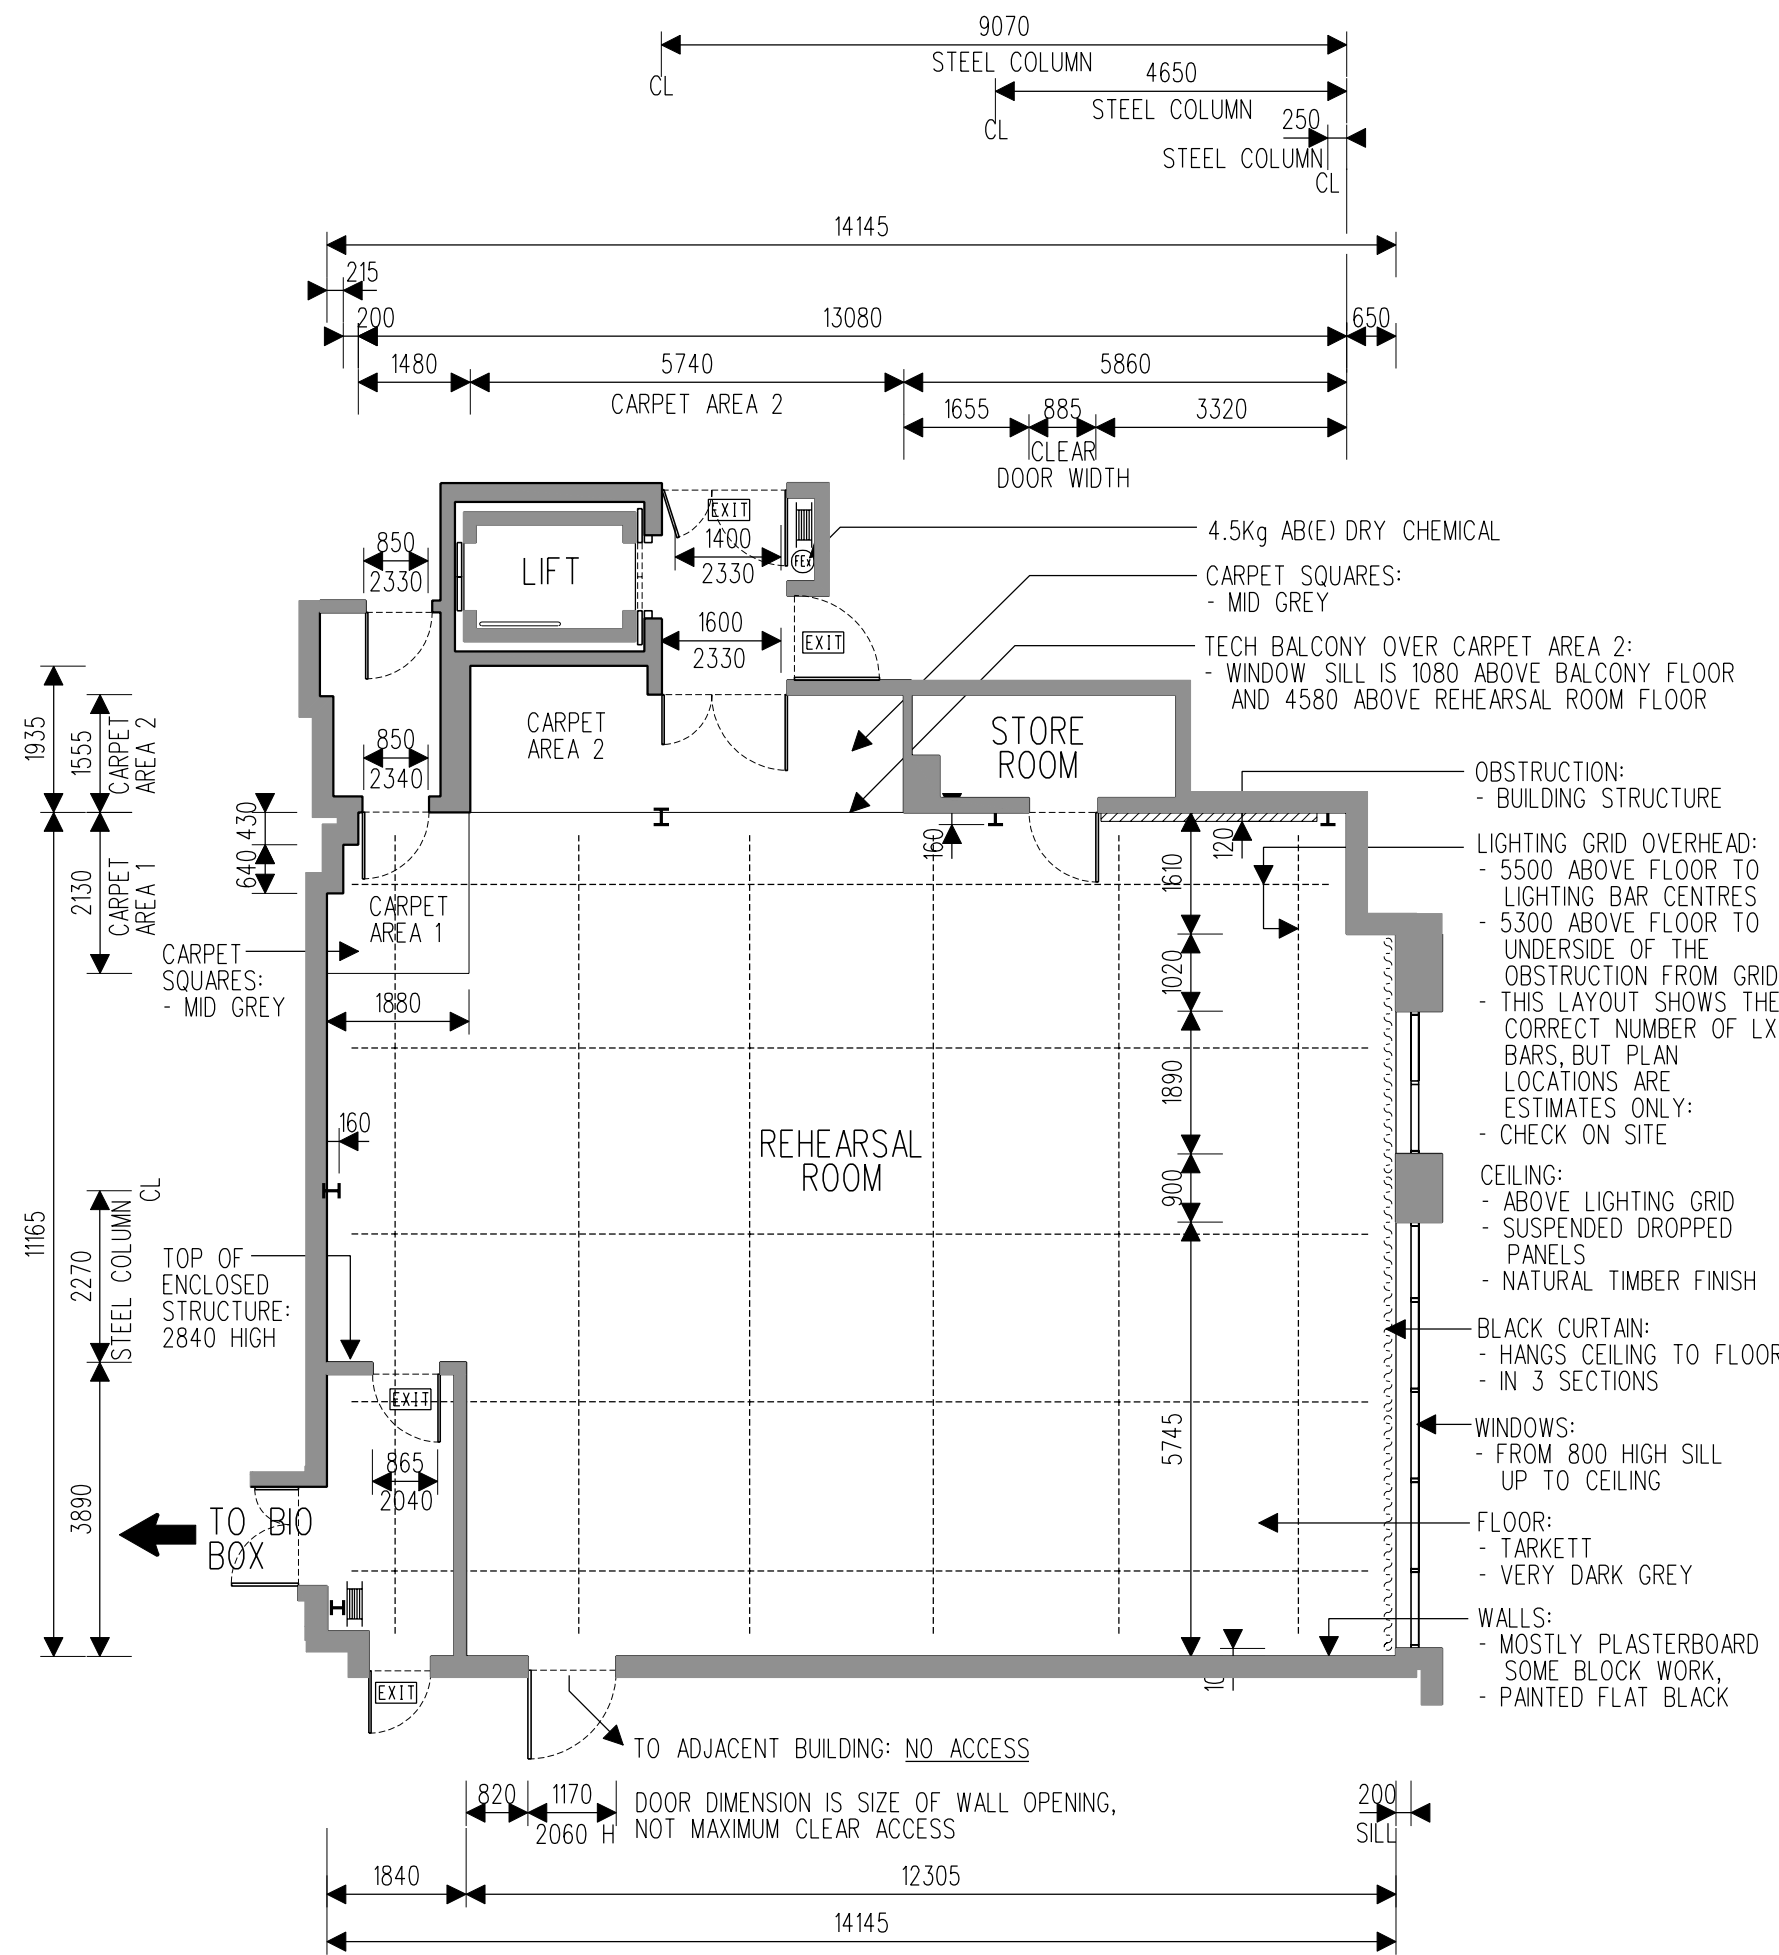 9070
STEEL COLUMN
CL
4650
STEEL COLUMN
CL
250
STEEL COLUMN
CL
14145
215
200
13080
650
1480
5740
5860
CARPET AREA 2
1655
885
3320
CLEAR
DOOR WIDTH
EXIT
850
2330
LIFT
1400
2330
FEX
4.5Kg AB(E) DRY CHEMICAL
CARPET SQUARES:
- MID GREY
1600
2330
EXIT
TECH BALCONY OVER CARPET AREA 2:
- WINDOW SILL IS 1080 ABOVE BALCONY FLOOR
AND 4580 ABOVE REHEARSAL ROOM FLOOR
1935
1555
CARPET
AREA 2
850
2340
CARPET
AREA 2
STORE
ROOM
OBSTRUCTION:
- BUILDING STRUCTURE
430
640
2130
CARPET
AREA 1
160
120
1610
CARPET
AREA 1
LIGHTING GRID OVERHEAD:
- 5500 ABOVE FLOOR TO
LIGHTING BAR CENTRES
- 5300 ABOVE FLOOR TO
UNDERSIDE OF THE
OBSTRUCTION FROM GRID
- THIS LAYOUT SHOWS THE
CORRECT NUMBER OF LX
BARS, BUT PLAN
LOCATIONS ARE
ESTIMATES ONLY:
- CHECK ON SITE
CARPET
SQUARES:
- MID GREY
1880
1020
1890
160
REHEARSAL
ROOM
900
CEILING:
- ABOVE LIGHTING GRID
- SUSPENDED DROPPED
PANELS
- NATURAL TIMBER FINISH
11165
2270
STEEL COLUMN
CL
TOP OF
ENCLOSED
STRUCTURE:
2840 HIGH
BLACK CURTAIN:
- HANGS CEILING TO FLOOR
- IN 3 SECTIONS
EXIT
5745
WINDOWS:
- FROM 800 HIGH SILL
UP TO CEILING
3890
865
2040
TO BIO
BOX
FLOOR:
- TARKETT
- VERY DARK GREY
WALLS:
- MOSTLY PLASTERBOARD
SOME BLOCK WORK,
- PAINTED FLAT BLACK
EXIT
TO ADJACENT BUILDING: NO ACCESS
820
1170
2060 H
DOOR DIMENSION IS SIZE OF WALL OPENING,
NOT MAXIMUM CLEAR ACCESS
200
SILL
1840
12305
14145